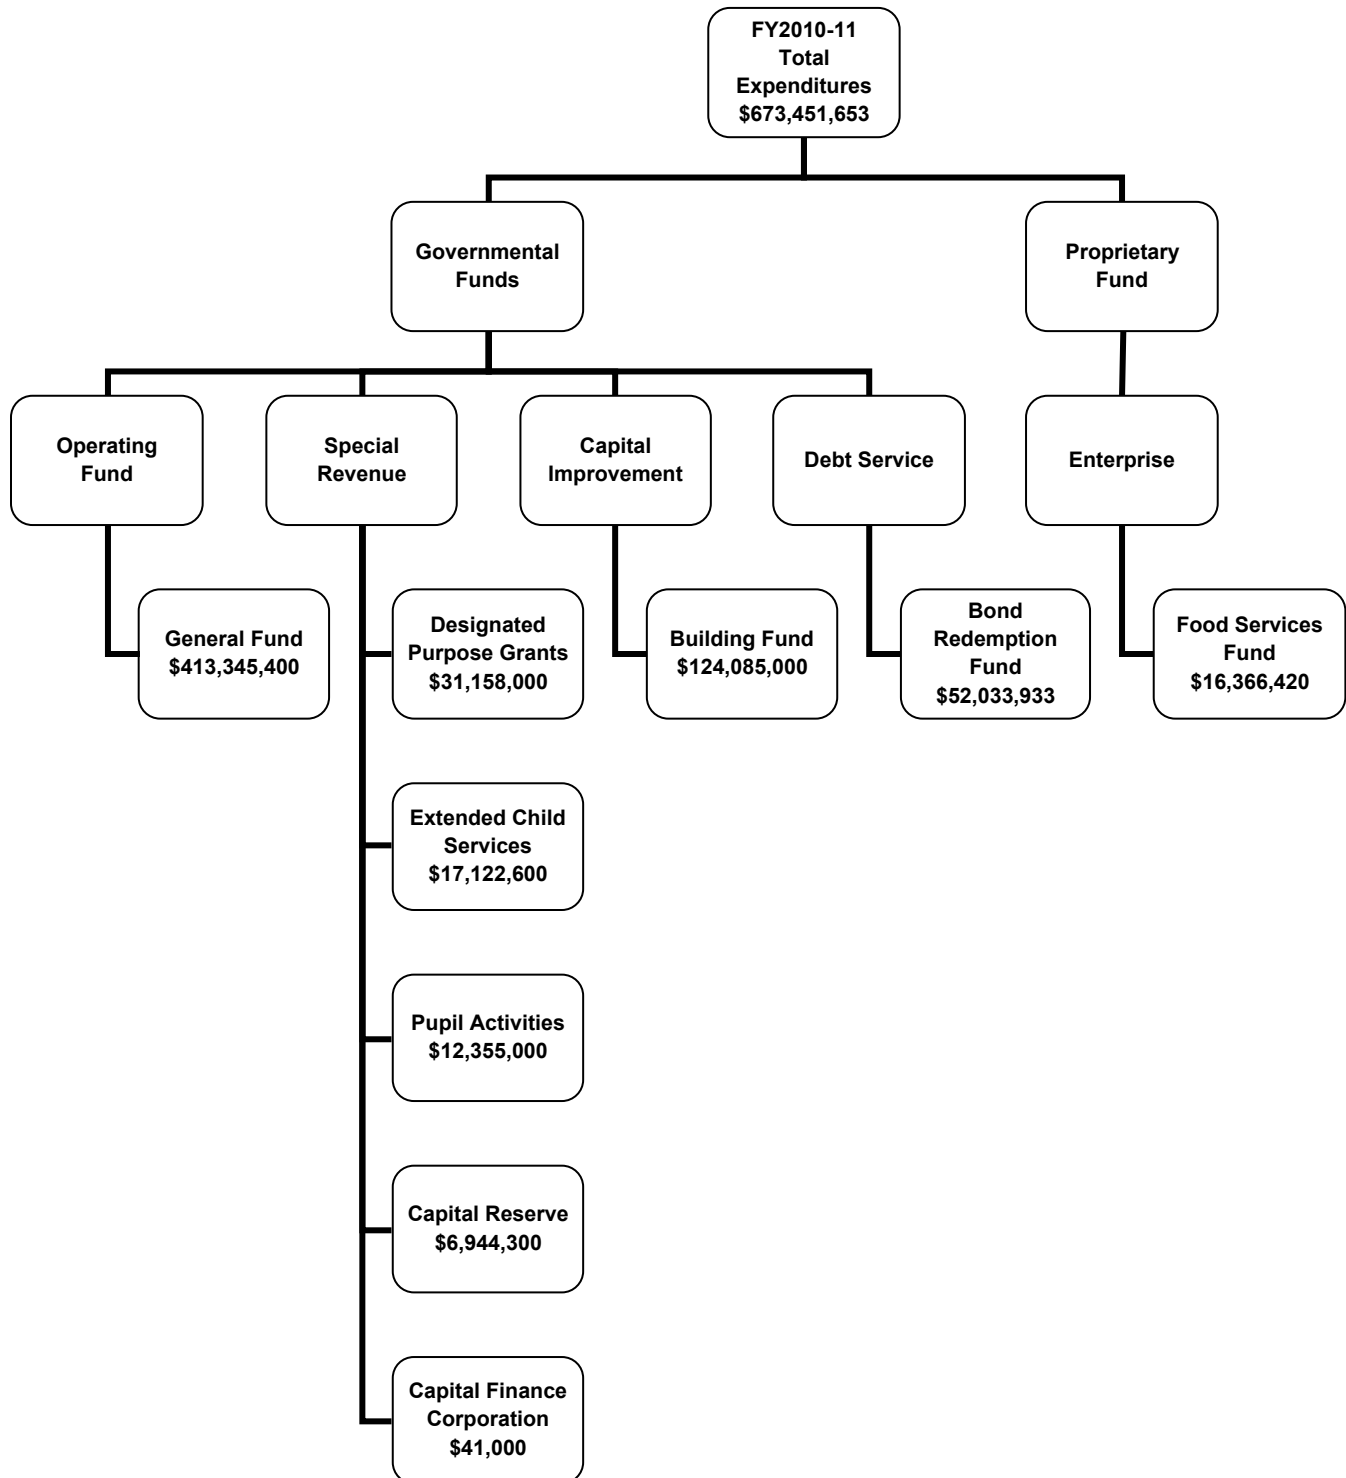 FY2010-11
Total
Expenditures
$673,451,653
Governmental
Funds
Proprietary
Fund
Operating
Fund
Special
Revenue
Capital
Improvement
Debt Service
Enterprise
General Fund
$413,345,400
Designated
Purpose Grants
$31,158,000
Building Fund
$124,085,000
Bond
Redemption
Fund
$52,033,933
Food Services
Fund
$16,366,420
Extended Child
Services
$17,122,600
Pupil Activities
$12,355,000
Capital Reserve
$6,944,300
Capital Finance
Corporation
$41,000